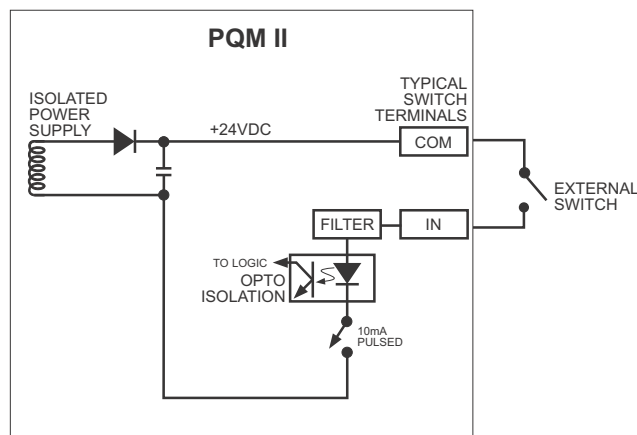 PQM II
ISOLATED
POWER
SUPPLY
+24VDC
TYPICAL
SWITCH
TERMINALS
COM
EXTERNAL
SWITCH
FILTER
IN
TO LOGIC
OPTO
ISOLATION
10mA
PULSED